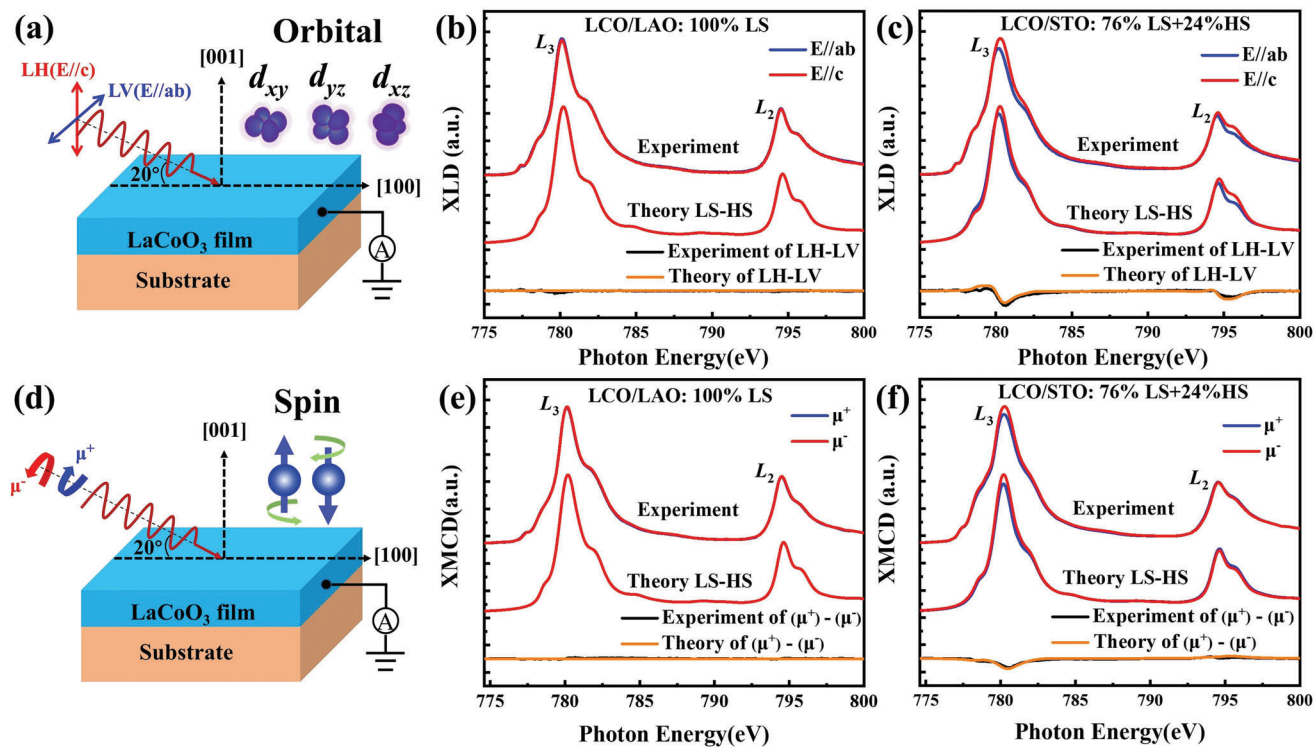 (a)
Orbital
[001]
LH(E//c)
LV(E//ab)
dxy dyz dxz
20°
[100]
LaCoO3 film
A
Substrate
(b)
LCO/LAO: 100% LS
L3
E//ab
E//c
L2
Experiment
Theory LS-HS
Experiment of LH-LV
Theory of LH-LV
XLD (a.u.)
775 780 785 790 795 800
Photon Energy(eV)
(c)
LCO/STO: 76% LS+24%HS
L3
E//ab
E//c
L2
Experiment
Theory LS-HS
Experiment of LH-LV
Theory of LH-LV
XLD (a.u.)
775 780 785 790 795 800
Photon Energy(eV)
(d)
Spin
[001]
μ+
μ-
20°
[100]
LaCoO3 film
A
Substrate
(e)
LCO/LAO: 100% LS
L3
μ+
μ-
L2
Experiment
Theory LS-HS
Experiment of (μ+) - (μ-)
Theory of (μ+) - (μ-)
XMCD(a.u.)
775 780 785 790 795 800
Photon Energy(eV)
(f)
LCO/STO: 76% LS+24%HS
L3
μ+
μ-
L2
Experiment
Theory LS-HS
Experiment of (μ+) - (μ-)
Theory of (μ+) - (μ-)
XMCD (a.u.)
775 780 785 790 795 800
Photon Energy(eV)